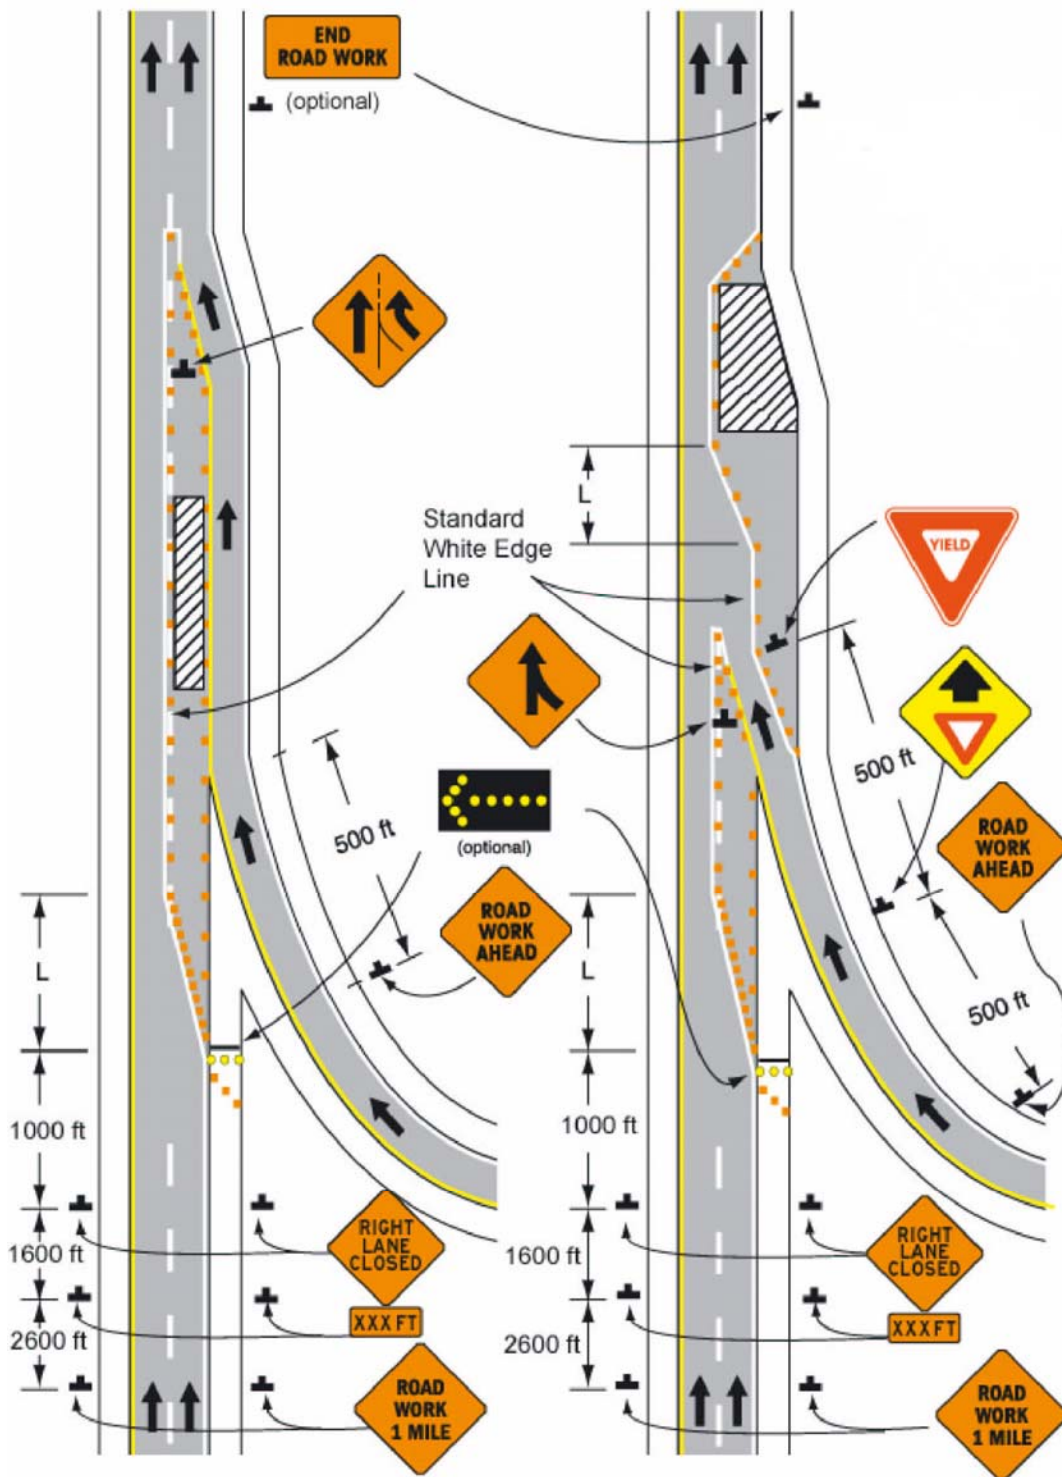 END
ROAD WORK
(optional)
Standard
White Edge
Line
L
YIELD
500 ft
(optional)
500 ft
ROAD
WORK
AHEAD
ROAD
WORK
AHEAD
L
L
500 ft
1000 ft
1000 ft
RIGHT
LANE
CLOSED
RIGHT
LANE
CLOSED
1600 ft
1600 ft
XXX FT
XXX FT
2600 ft
2600 ft
ROAD
WORK
1 MILE
ROAD
WORK
1 MILE